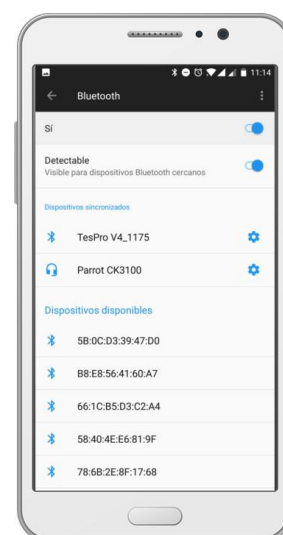 11:14
Bluetooth
Sí
Detectable
Visible para dispositivos Bluetooth cercanos
Dispositivos sincronizados
TesPro V4_1175
Parrot CK3100
Dispositivos disponibles
5B:0C:D3:39:47:D0
B8:E8:56:41:60:A7
66:1C:B5:D3:C2:A4
58:40:4E:E6:81:9F
78:6B:2E:8F:17:68